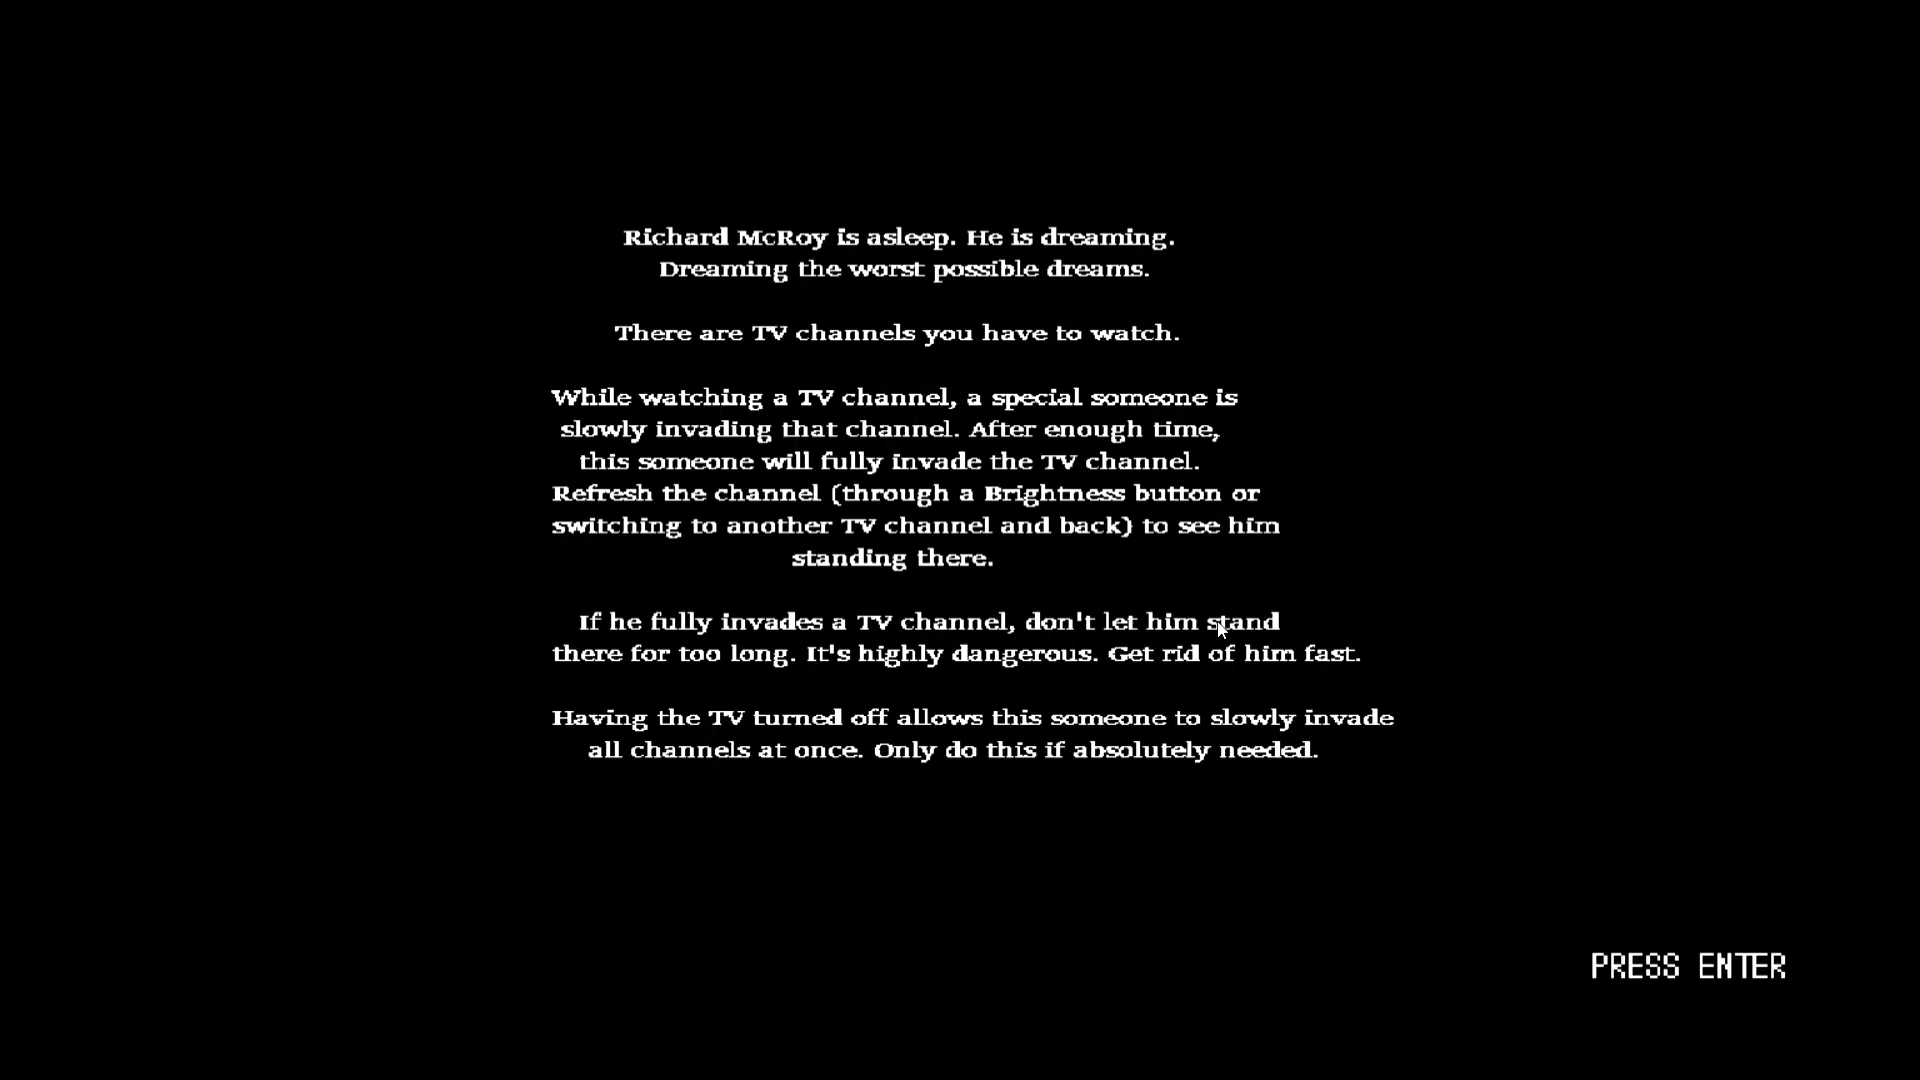 Richard McRoy is asleep. He is dreaming.
Dreaming the worst possible dreams.
There are TV channels you have to watch.
While watching a TV channel, a special someone is
slowly invading that channel. After enough time,
this someone will fully invade the TV channel.
Refresh the channel (through a Brightness button or
switching to another TV channel and back) to see him
standing there.
If he fully invades a TV channel, don't let him stand
there for too long. It's highly dangerous. Get rid of him fast.
Having the TV turned off allows this someone to slowly invade
all channels at once. Only do this if absolutely needed.
PRESS ENTER